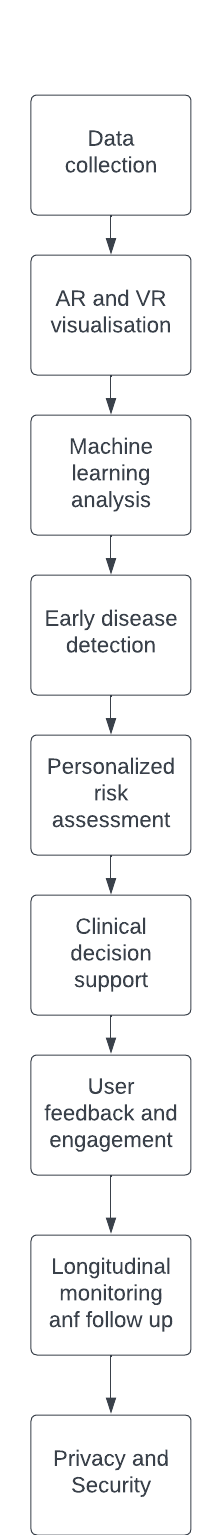 Data
collection
AR and VR
visualisation
Machine
learning
analysis
Early disease
detection
Personalized
risk
assessment
Clinical
decision
support
User
feedback and
engagement
Longitudinal
monitoring
anf follow up
Privacy and
Security